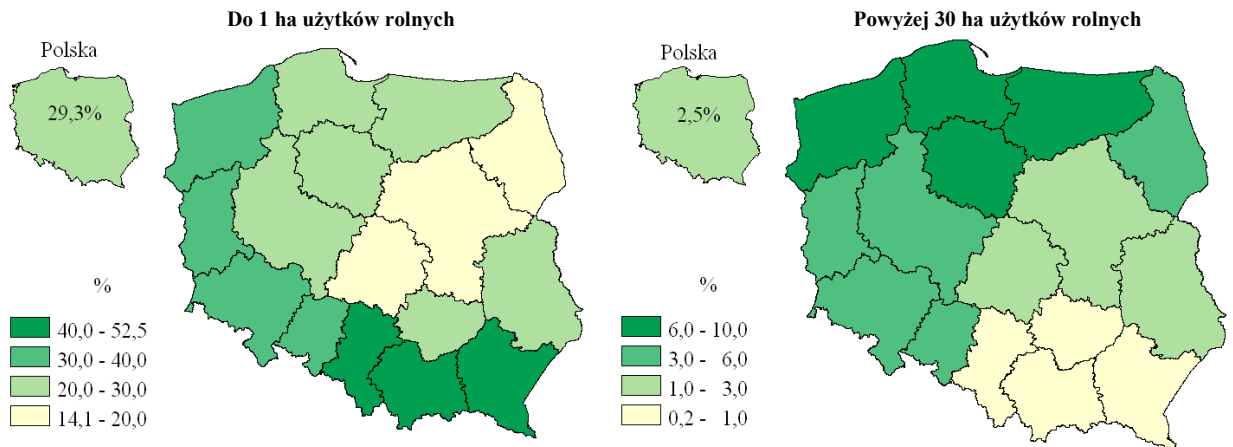 Do 1 ha użytków rolnych
Polska
29,3%
%
40,0 - 52,5
30,0 - 40,0
20,0 - 30,0
14,1 - 20,0
Powyżej 30 ha użytków rolnych
Polska
2,5%
%
6,0 - 10,0
3,0 - 6,0
1,0 - 3,0
0,2 - 1,0